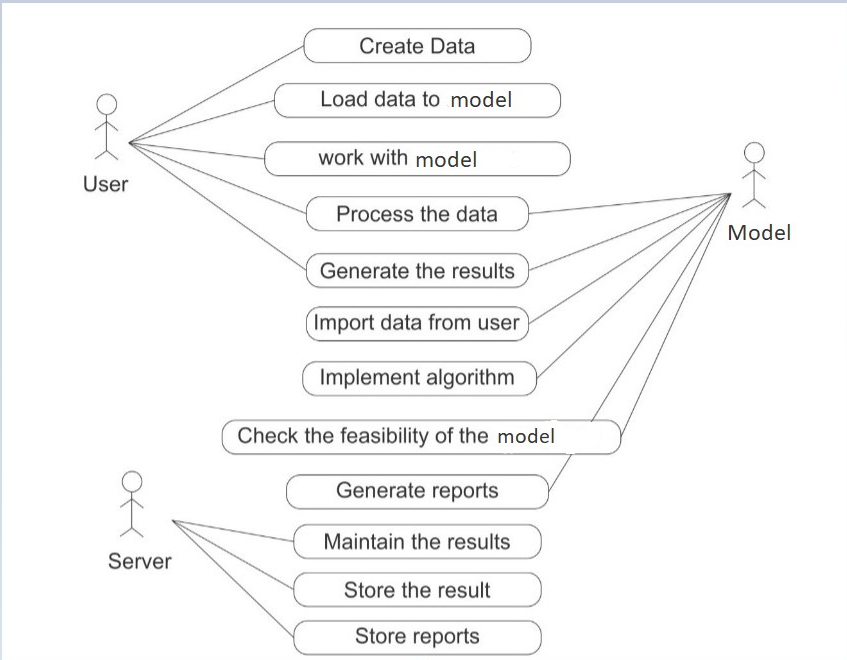 Create Data
Load data to model
work with model
User
Process the data
Model
Generate the results
Import data from user
Implement algorithm
Check the feasibility of the model
Generate reports
Maintain the results
Server
Store the result
Store reports